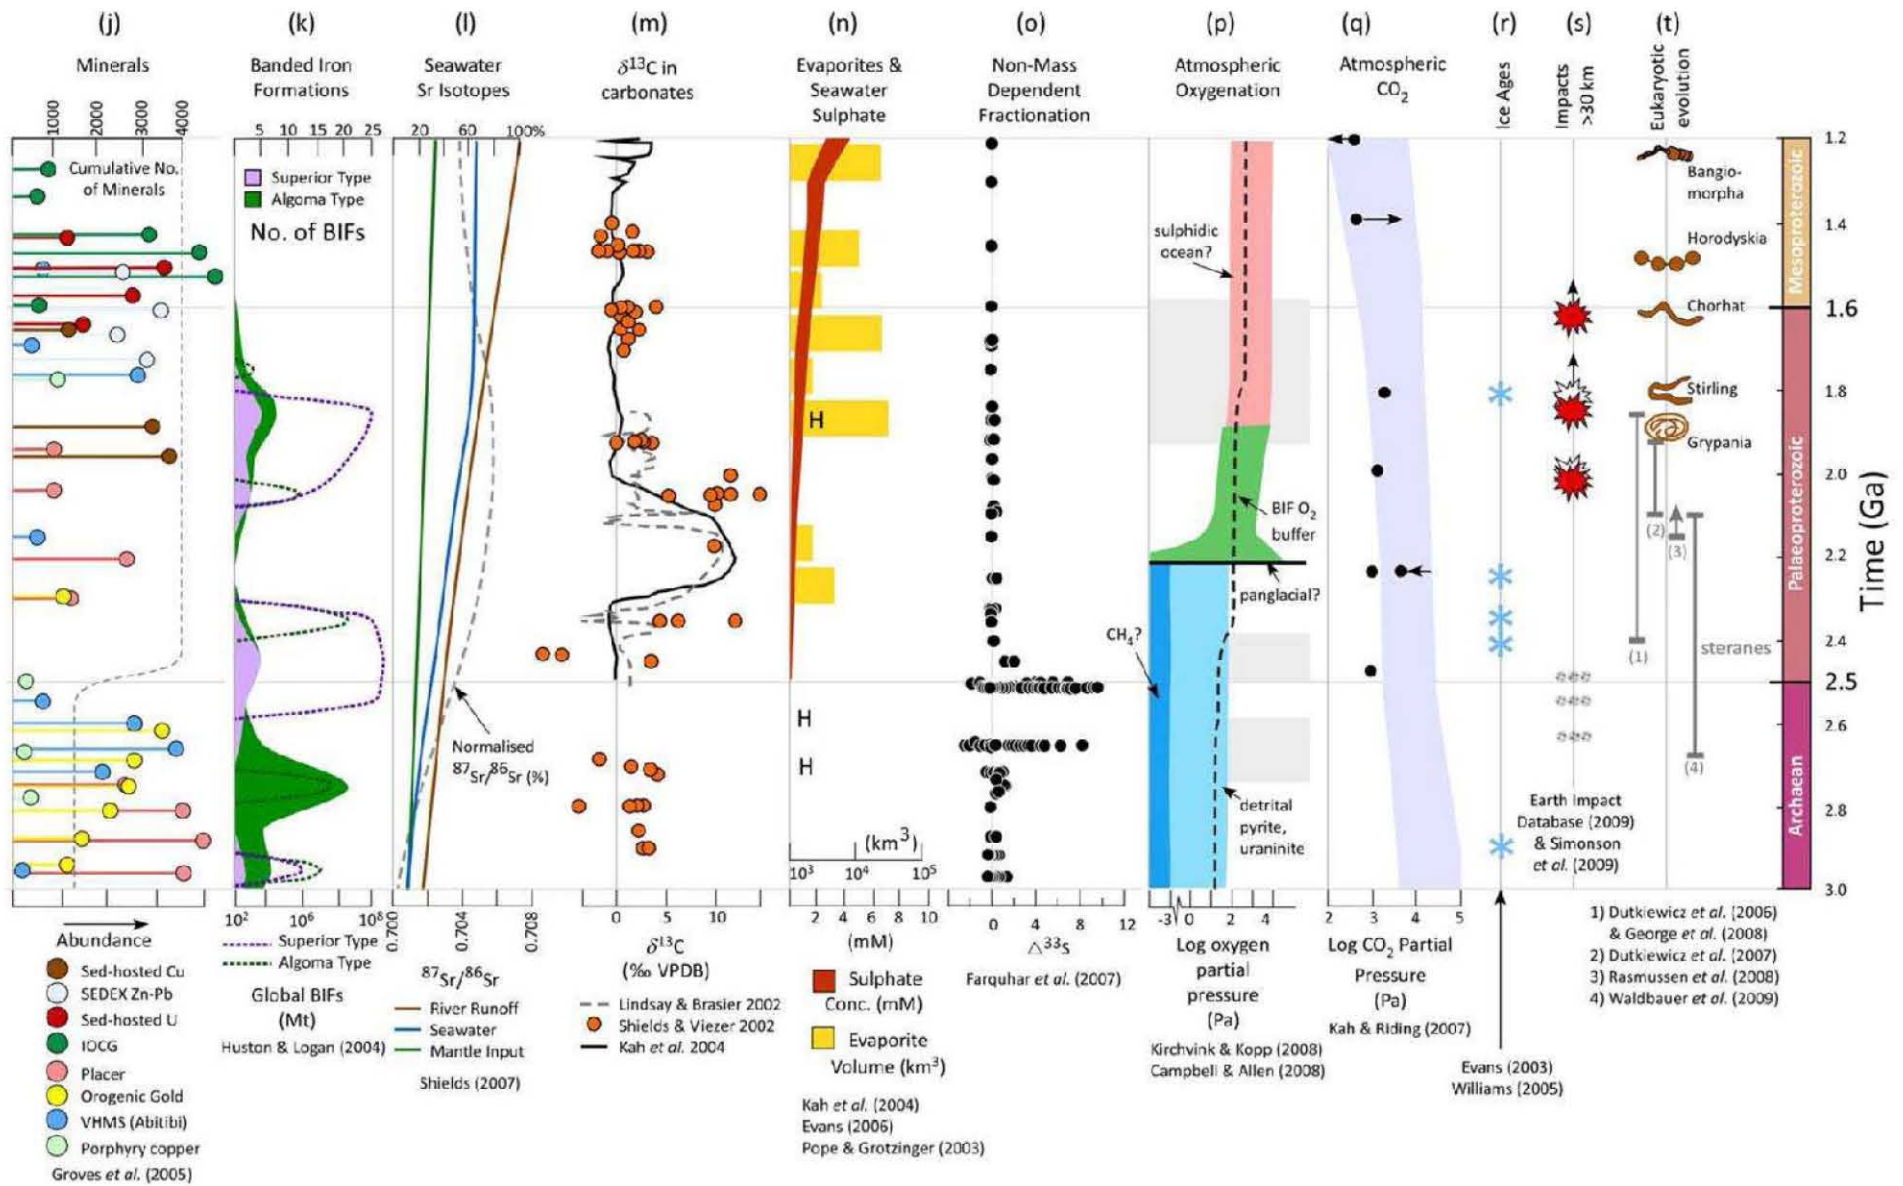 (j)
Minerals
1000
2000
3000
4000
Cumulative No.
of Minerals
Abundance
Sed-hosted Cu
SEDEX Zn-Pb
Sed-hosted U
IOCG
Placer
Orogenic Gold
VHMS (Abitibi)
Porphyry copper
Groves et al. (2005)
(k)
Banded Iron
Formations
5 10 15 20 25
Superior Type
Algoma Type
No. of BIFs
10² 10⁶ 10⁸
Superior Type
Algoma Type
Global BIFs
(Mt)
Huston & Logan (2004)
(l)
Seawater
Sr Isotopes
20 60 100%
Normalised
⁸⁷Sr/⁸⁶Sr (%)
0.700
0.704
0.708
⁸⁷Sr/⁸⁶Sr
River Runoff
Seawater
Mantle Input
Shields (2007)
(m)
δ¹³C in
carbonates
0 5 10
δ¹³C
(‰ VPDB)
Lindsay & Brasier 2002
Shields & Viezer 2002
Kah et al. 2004
(n)
Evaporites &
Seawater
Sulphate
H
H
H
(km³)
10³ 10⁴ 10⁵
2 4 6 8 10
(mM)
Sulphate
Conc. (mM)
Evaporite
Volume (km³)
Kah et al. (2004)
Evans (2006)
Pope & Grotzinger (2003)
(o)
Non-Mass
Dependent
Fractionation
0 4 8 12
△³³S
Farquhar et al. (2007)
(p)
Atmospheric
Oxygenation
sulphidic
ocean?
BIF O₂
buffer
panglacial?
CH₄?
detrital
pyrite,
uraninite
-3 0 2 4
Log oxygen
partial
pressure
(Pa)
Kirchvink & Kopp (2008)
Campbell & Allen (2008)
(q)
Atmospheric
CO₂
2 3 4 5
Log CO₂ Partial
Pressure
(Pa)
Kah & Riding (2007)
(r)
Ice Ages
Evans (2003)
Williams (2005)
(s)
Impacts
>30 km
Earth Impact
Database (2009)
& Simonson
et al. (2009)
(t)
Eukaryotic
evolution
Bangio-
morpha
Horodyskia
Chorhat
Stirling
Grypania
(2)
(3)
(1)
steranes
(4)
1) Dutkiewicz et al. (2006)
& George et al. (2008)
2) Dutkiewicz et al. (2007)
3) Rasmussen et al. (2008)
4) Waldbauer et al. (2009)
Mesoproterozoic
Palaeoproterozoic
Archaean
1.2
1.4
1.6
1.8
2.0
2.2
2.4
2.5
2.6
2.8
3.0
Time (Ga)